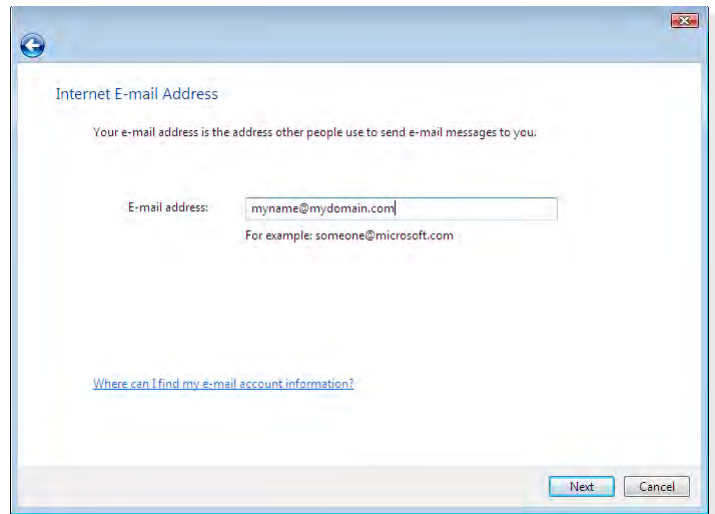 Internet E-mail Address
Your e-mail address is the address other people use to send e-mail messages to you.
E-mail address: myname@mydomain.com
For example: someone@microsoft.com
Where can I find my e-mail account information?
Next Cancel